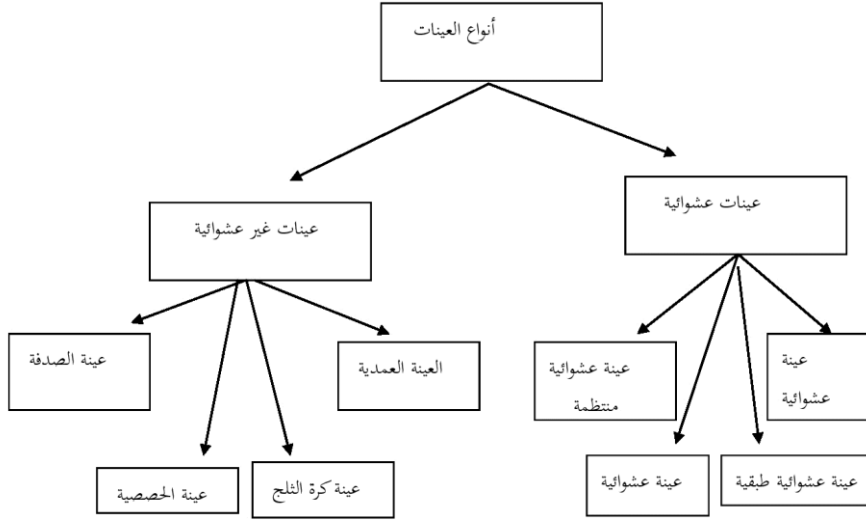 أنواع العينات
عينات عشوائية
عينات غير عشوائية
عينة
عشوائية
عينة عشوائية
منتظمة
العينة العمدية
عينة الصدفة
عينة عشوائية طبقية
عينة عشوائية
عينة كرة الثلج
عينة الحصصية